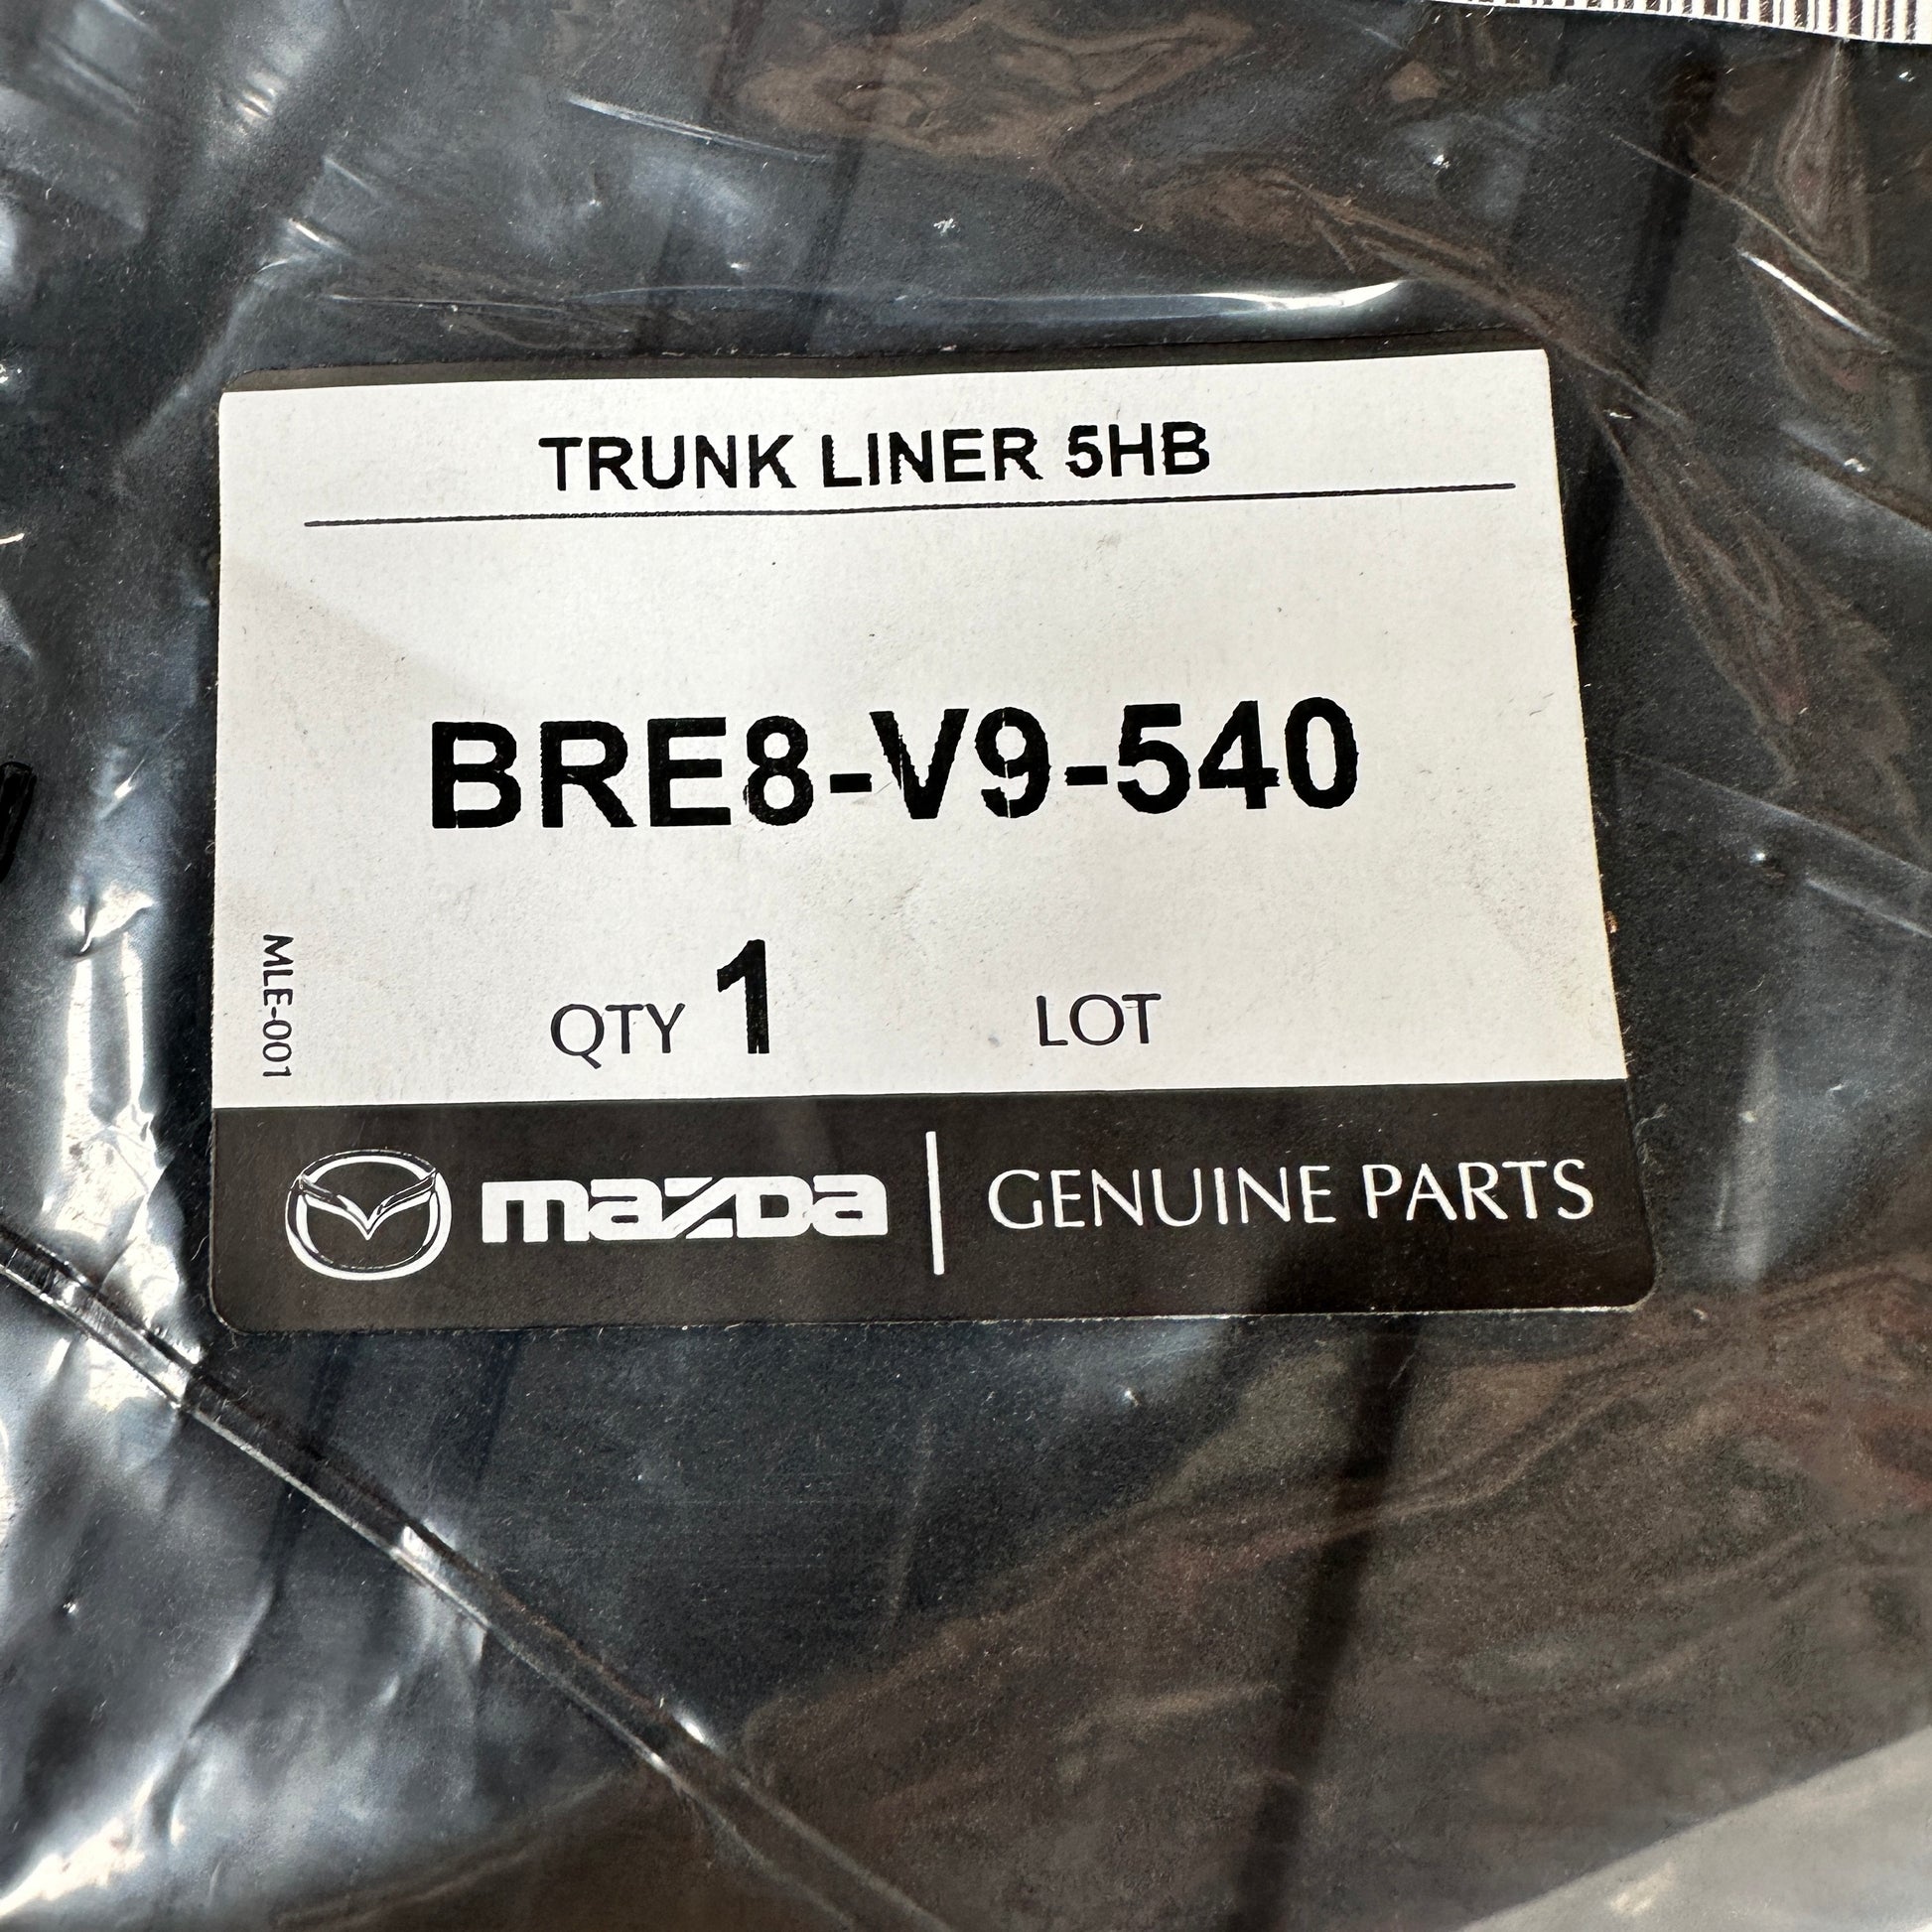 TRUNK LINER 5HB
BRE8-V9-540
MLE-001
QTY 1 LOT
mazda | GENUINE PARTS